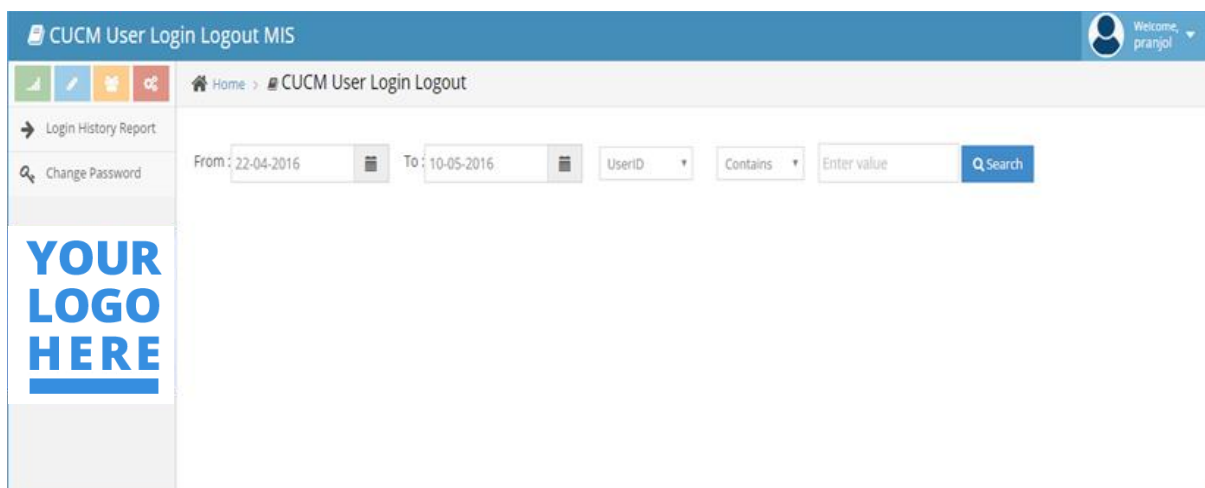 CUCM User Login Logout MIS
Welcome,
pranjol
Home > CUCM User Login Logout
Login History Report
Change Password
From : 22-04-2016 To : 10-05-2016 UserID Contains Enter value Search
YOUR
LOGO
HERE